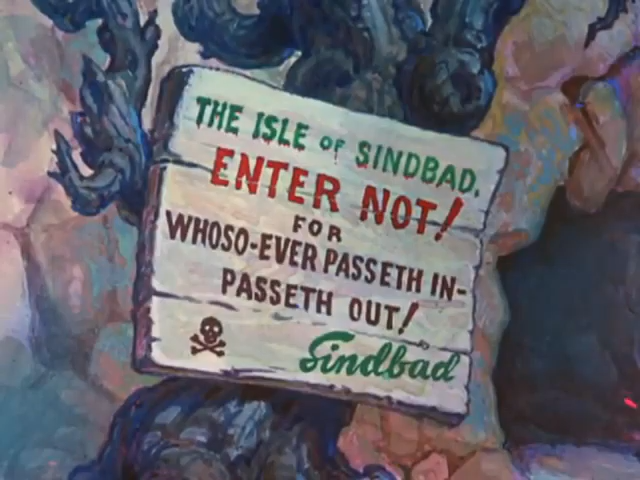 THE ISLE OF SINDBAD.
ENTER NOT!
FOR
WHOSO-EVER PASSETH IN-
PASSETH OUT!
Sindbad